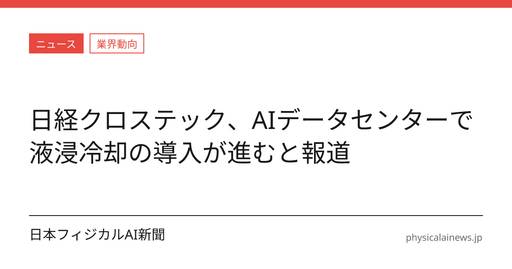 ニュース 業界動向
日経クロステック、AIデータセンターで
液浸冷却の導入が進むと報道
日本フィジカルAI新聞
physicalainews.jp